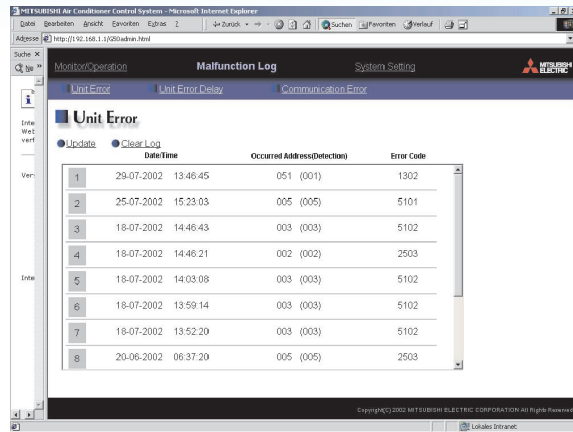 MITSUBISHI Air Conditioner Control System - Microsoft Internet Explorer
Datei Bearbeiten Ansicht Favoriten Extras ?
Zurück Suchen Favoriten Verlauf
Adresse http://192.168.1.1/G50admin.html
Suche
Ne »
Monitor/Operation Malfunction Log System Setting
MITSUBISHI ELECTRIC
Unit Error Unit Error Delay Communication Error
Unit Error
Update Clear Log
Date/Time Occurred Address(Detection) Error Code
1 29-07-2002 13:46:45 051 (001) 1302
2 25-07-2002 15:23:03 005 (005) 5101
3 18-07-2002 14:46:43 003 (003) 5102
4 18-07-2002 14:46:21 002 (002) 2503
5 18-07-2002 14:03:08 003 (003) 5102
6 18-07-2002 13:59:14 003 (003) 5102
7 18-07-2002 13:52:20 003 (003) 5102
8 20-06-2002 06:37:20 005 (005) 2503
Inte
Web
verf
Ver
Inte
Copyright(C) 2002 MITSUBISHI ELECTRIC CORPORATION All Rights Reserved
Lokales Intranet